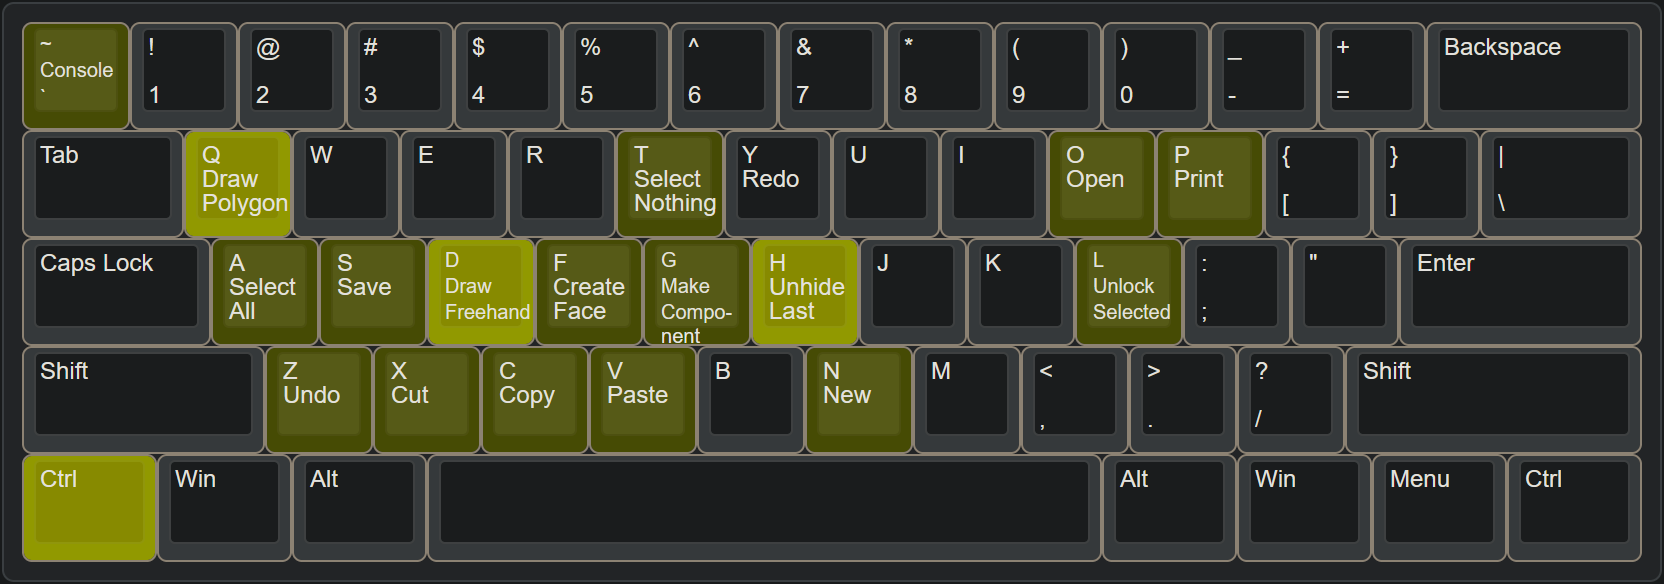 ~
Console
`
!
1
@
2
#
3
$
4
%
5
^
6
&
7
*
8
(
9
)
0
_
-
+
=
Backspace
Tab
Q
Draw
Polygon
W
E
R
T
Select
Nothing
Y
Redo
U
I
O
Open
P
Print
{
[
}
]
|
\
Caps Lock
A
Select
All
S
Save
D
Draw
Freehand
F
Create
Face
G
Make
Compo-
nent
H
Unhide
Last
J
K
L
Unlock
Selected
:
;
"
Enter
Shift
Z
Undo
X
Cut
C
Copy
V
Paste
B
N
New
M
<
,
>
.
?
/
Shift
Ctrl
Win
Alt
Alt
Win
Menu
Ctrl